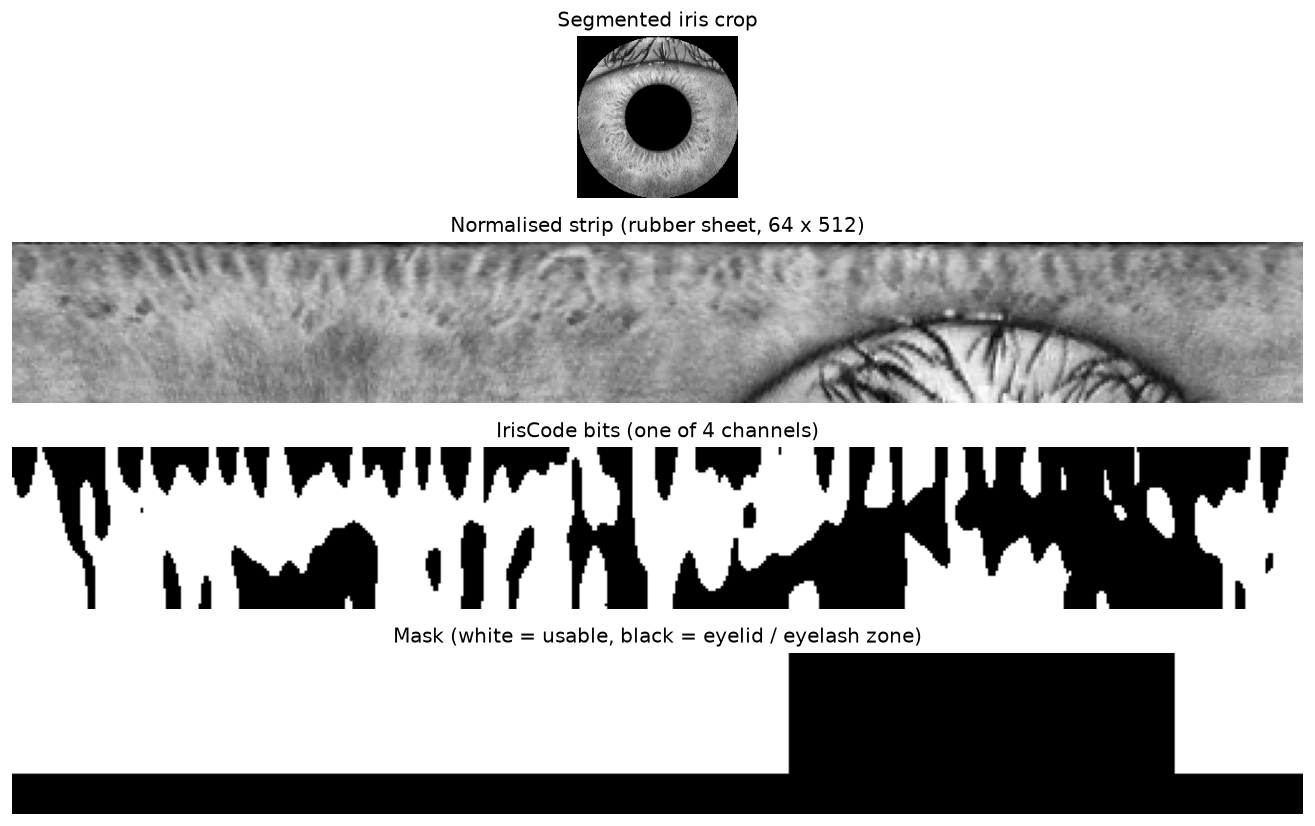 Segmented iris crop
Normalised strip (rubber sheet, 64 x 512)
IrisCode bits (one of 4 channels)
Mask (white = usable, black = eyelid / eyelash zone)